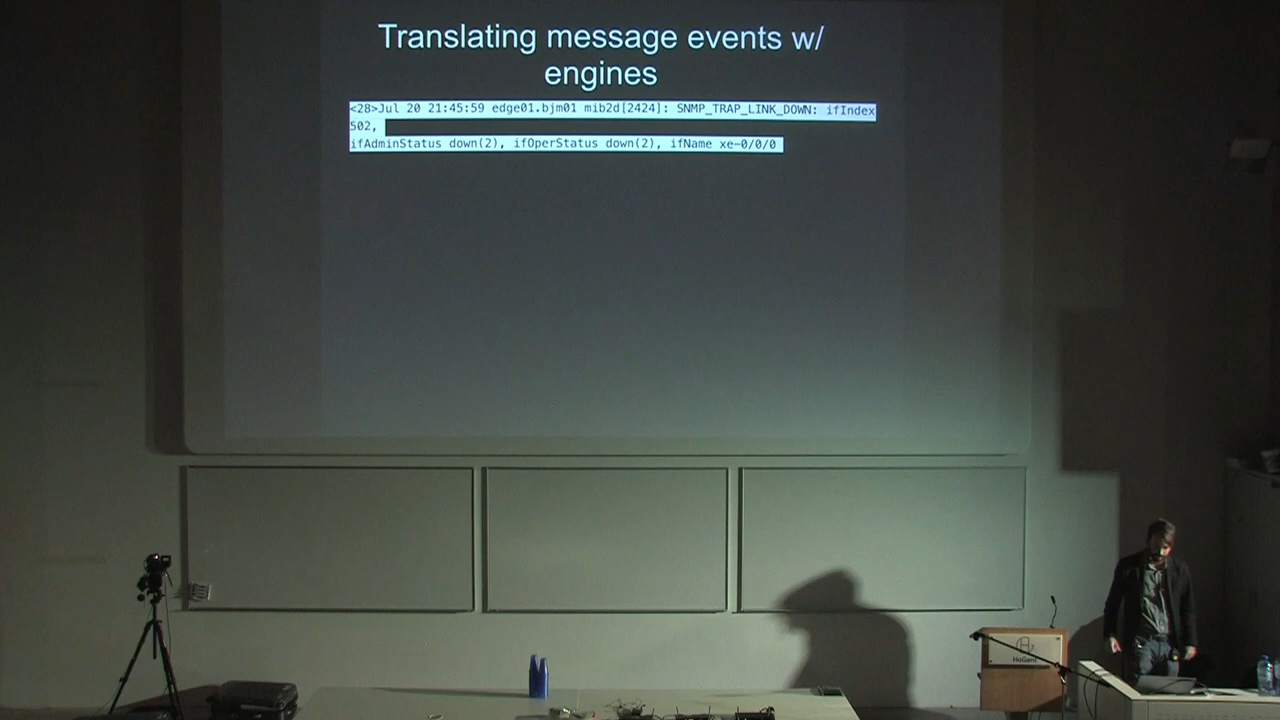 Translating message events w/
engines
<28>Jul 20 21:45:59 edge01.bjm01 mib2d[2424]: SNMP_TRAP_LINK_DOWN: ifIndex
502,
ifAdminStatus down(2), ifOperStatus down(2), ifName xe-0/0/0
HoGent